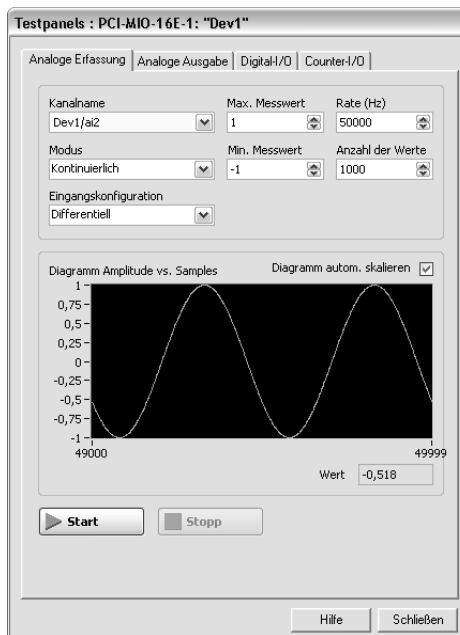 Testpanels : PCI-MIO-16E-1: "Dev1"
Analoge Erfassung Analoge Ausgabe Digital-I/O Counter-I/O
Kanalname Max. Messwert Rate (Hz)
Dev1/ai2 1 50000
Modus Min. Messwert Anzahl der Werte
Kontinuierlich -1 1000
Eingangskonfiguration
Differentiell
Diagramm Amplitude vs. Samples Diagramm autom. skalieren
1
0,75
0,5
0,25
0
-0,25
-0,5
-0,75
-1
49000 49999
Wert -0,518
Start Stopp
Hilfe Schließen